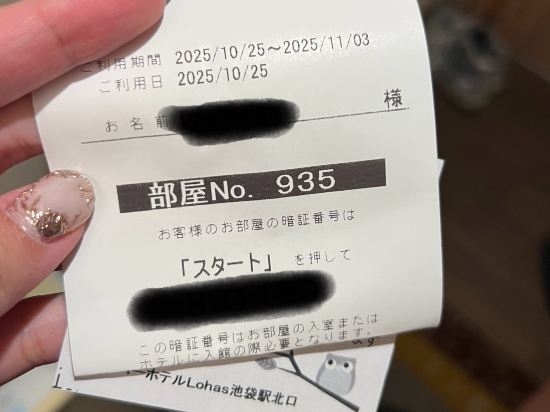 ご利用期間 2025/10/25~2025/11/03
ご利用日 2025/10/25
お名前 様
部屋No. 935
お客様のお部屋の暗証番号は
「スタート」を押して
この暗証番号はお部屋の入室または
ホテルに入館の際必要となります。
ホテルLohas池袋駅北口